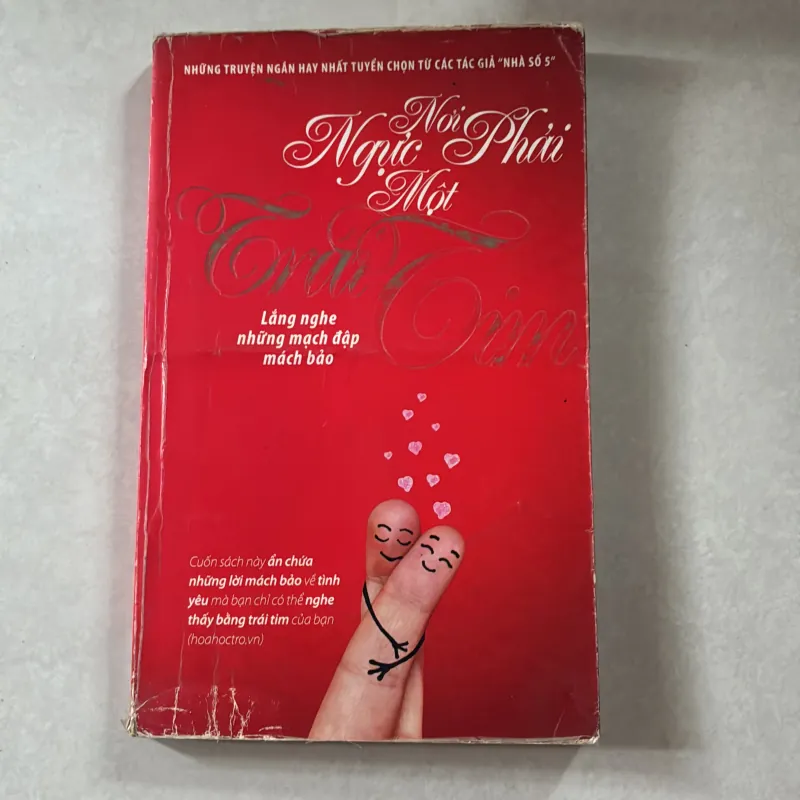 NHỮNG TRUYỆN NGẮN HAY NHẤT TUYỂN CHỌN TỪ CÁC TÁC GIẢ "NHÀ SỐ 5"
Nơi
Ngực Phải
Một
Trái Tim
Lắng nghe
những mạch đập
mách bảo
Cuốn sách này ẩn chứa
những lời mách bảo về tình
yêu mà bạn chỉ có thể nghe
thấy bằng trái tim của bạn
(hoahoctro.vn)